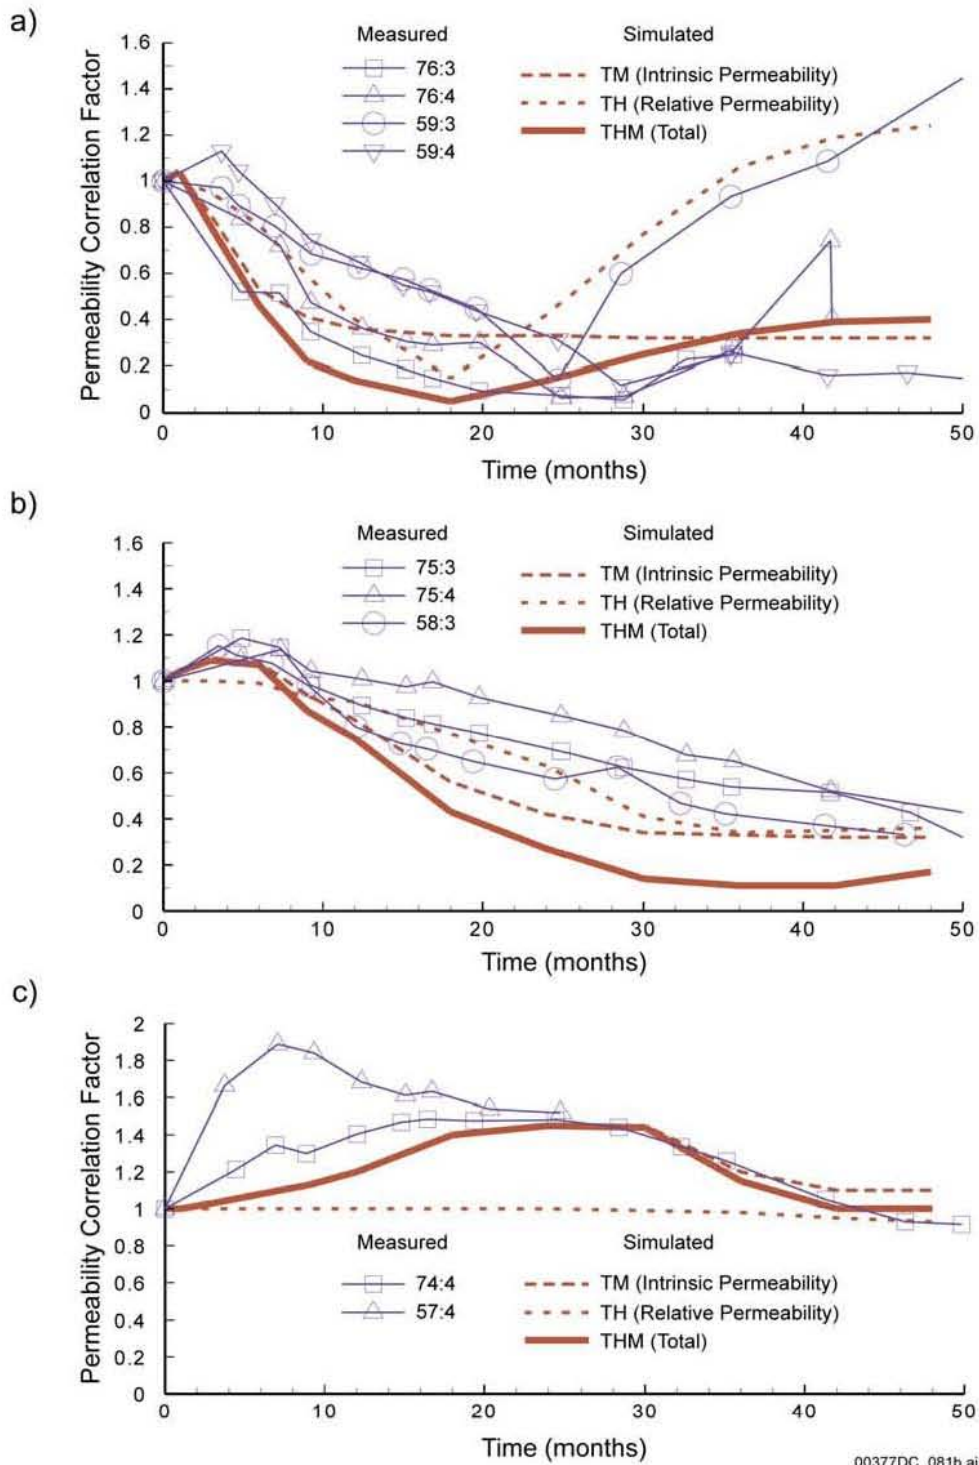 a)
Measured
Simulated
76:3
76:4
59:3
59:4
TM (Intrinsic Permeability)
TH (Relative Permeability)
THM (Total)
Permeability Correlation Factor
1.6
1.4
1.2
1
0.8
0.6
0.4
0.2
0
0 10 20 30 40 50
Time (months)
b)
Measured
Simulated
75:3
75:4
58:3
TM (Intrinsic Permeability)
TH (Relative Permeability)
THM (Total)
Permeability Correlation Factor
1.6
1.4
1.2
1
0.8
0.6
0.4
0.2
0
0 10 20 30 40 50
Time (months)
c)
Permeability Correlation Factor
2
1.8
1.6
1.4
1.2
1
0.8
0.6
0.4
0.2
0
Measured
Simulated
74:4
57:4
TM (Intrinsic Permeability)
TH (Relative Permeability)
THM (Total)
0 10 20 30 40 50
Time (months)
00377DC_081b.ai